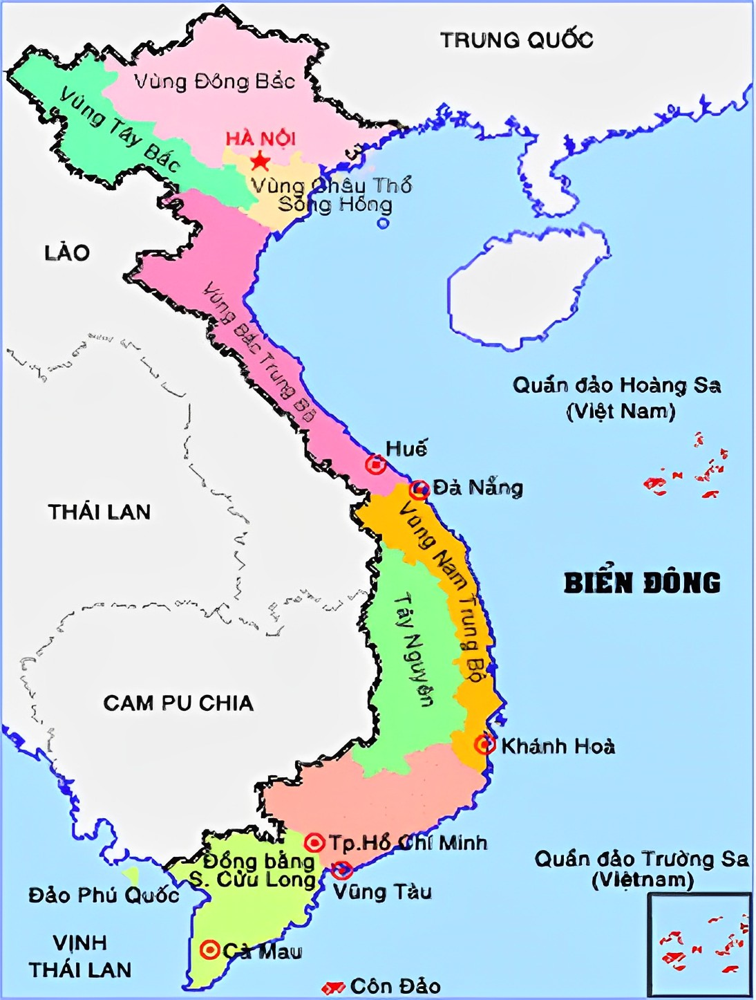 TRUNG QUỐC
Vùng Đông Bắc
Vùng Tây Bắc
HÀ NỘI
Vùng Châu Thổ
Sông Hồng
LÀO
Vùng Bắc Trung Bộ
Quần đảo Hoàng Sa
(Việt Nam)
Huế
Đà Nẵng
THÁI LAN
Vùng Nam Trung Bộ
BIỂN ĐÔNG
Tây Nguyên
CAM PU CHIA
Khánh Hoà
Tp.Hồ Chí Minh
Đồng bằng
S. Cửu Long
Quần đảo Trường Sa
(Việtnam)
Đảo Phú Quốc
Vũng Tàu
VỊNH
THÁI LAN
Cà Mau
Côn Đảo